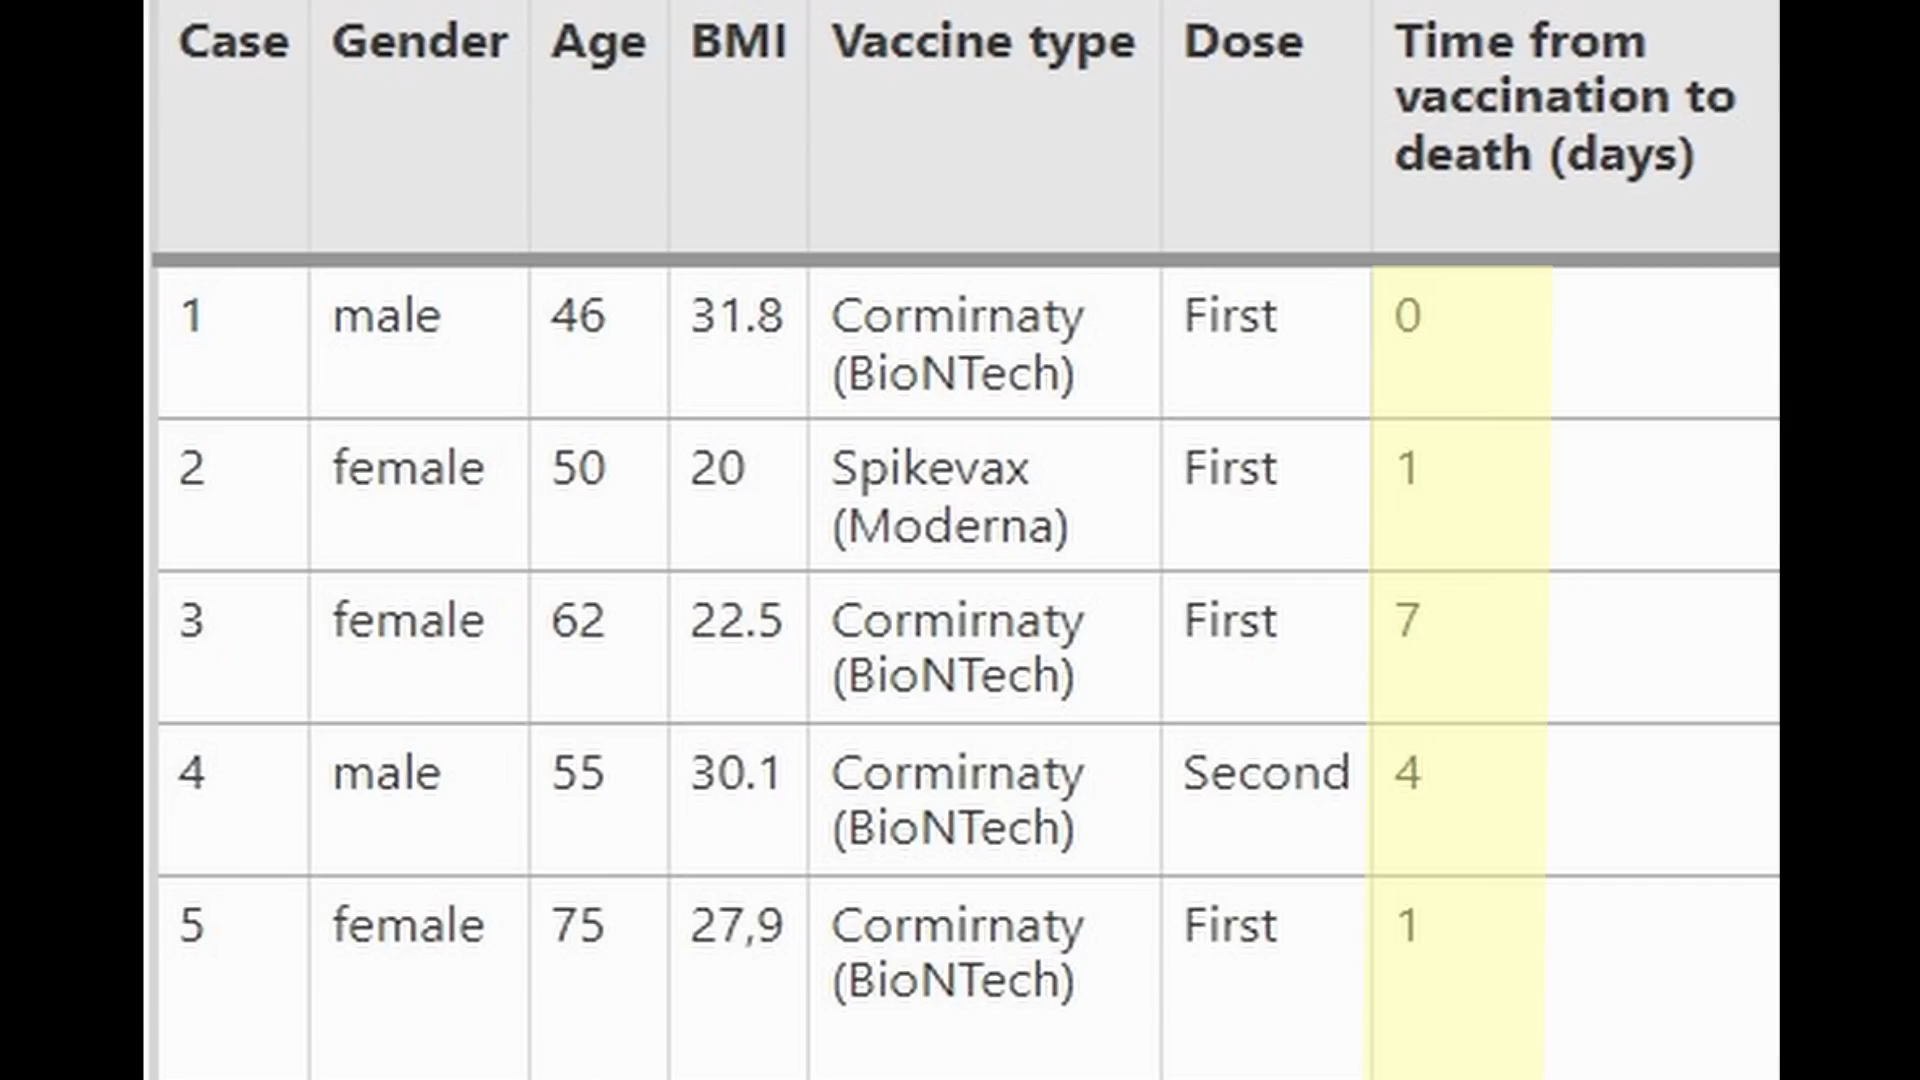 Case Gender Age BMI Vaccine type Dose Time from
vaccination to
death (days)
1 male 46 31.8 Cormirnaty First 0
(BioNTech)
2 female 50 20 Spikevax First 1
(Moderna)
3 female 62 22.5 Cormirnaty First 7
(BioNTech)
4 male 55 30.1 Cormirnaty Second 4
(BioNTech)
5 female 75 27,9 Cormirnaty First 1
(BioNTech)